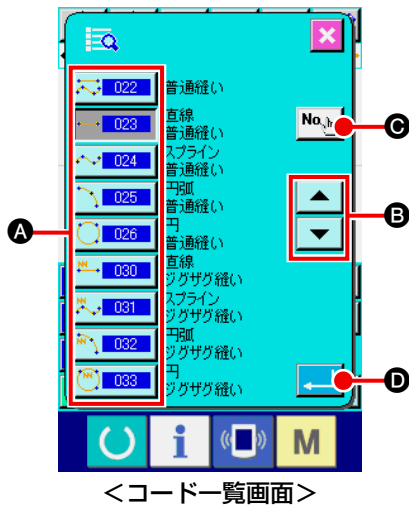 022 普通縫い
023 直線
普通縫い
No.
C
024 スプライン
普通縫い
025 円弧
普通縫い
B
A
026 円
普通縫い
030 直線
ジグザグ縫い
031 スプライン
ジグザグ縫い
032 円弧
ジグザグ縫い
033 円
ジグザグ縫い
D
i
M
＜コード一覧画面＞